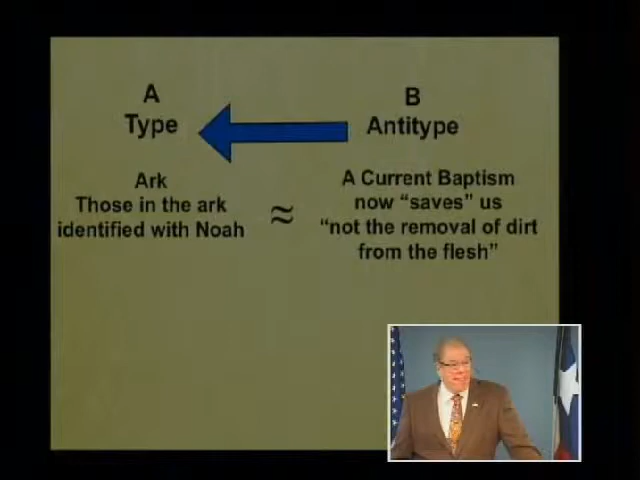 A
Type
B
Antitype
Ark
Those in the ark
identified with Noah
≈
A Current Baptism
now “saves” us
“not the removal of dirt
from the flesh”